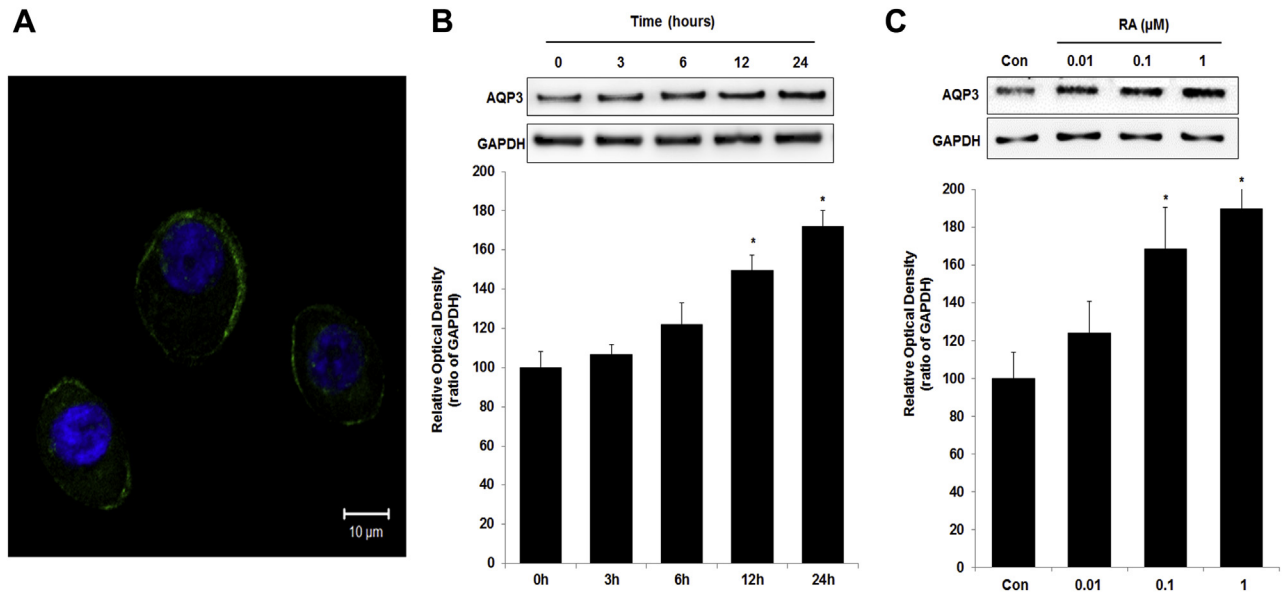 A
10 µm
B
Time (hours)
0 3 6 12 24
AQP3
GAPDH
Relative Optical Density
(ratio of GAPDH)
200
180
160
140
120
100
80
60
40
20
0
*
*
0h 3h 6h 12h 24h
C
RA (µM)
Con 0.01 0.1 1
AQP3
GAPDH
Relative Optical Density
(ratio of GAPDH)
200
180
160
140
120
100
80
60
40
20
0
*
*
Con 0.01 0.1 1